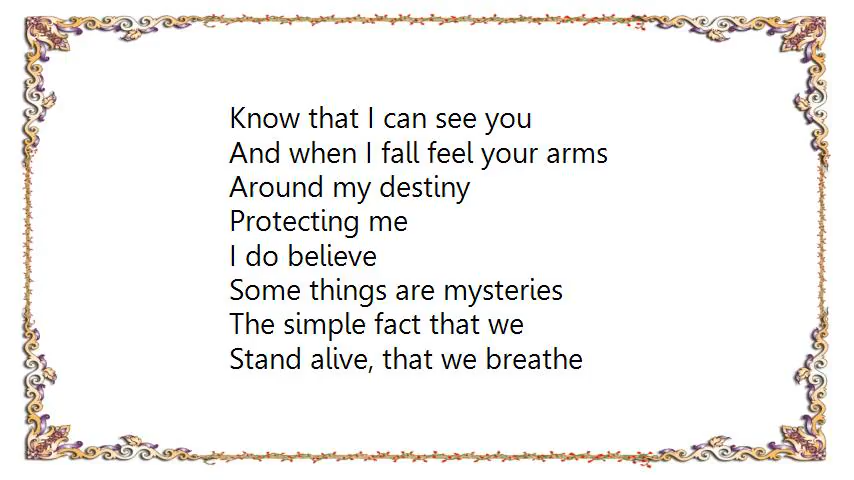 Know that I can see you
And when I fall feel your arms
Around my destiny
Protecting me
I do believe
Some things are mysteries
The simple fact that we
Stand alive, that we breathe